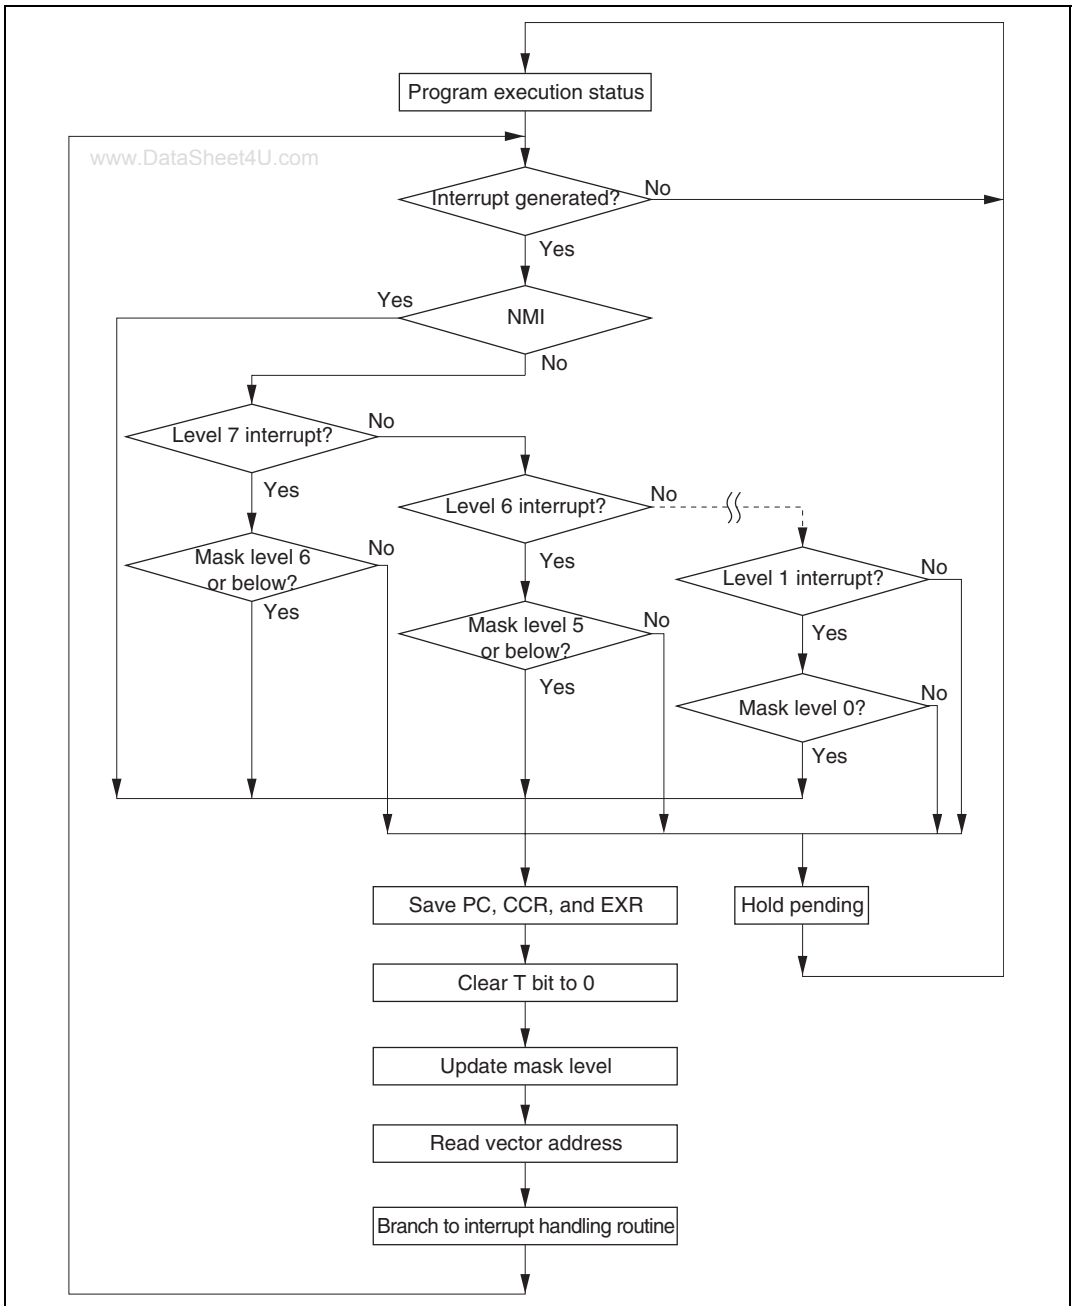 Program execution status
www.DataSheet4U.com
Interrupt generated?
No
Yes
Yes
NMI
No
Level 7 interrupt?
No
Yes
Level 6 interrupt?
No
Mask level 6
or below?
No
Yes
Level 1 interrupt?
No
Yes
Mask level 5
or below?
No
Yes
Yes
Mask level 0?
No
Yes
Save PC, CCR, and EXR
Hold pending
Clear T bit to 0
Update mask level
Read vector address
Branch to interrupt handling routine